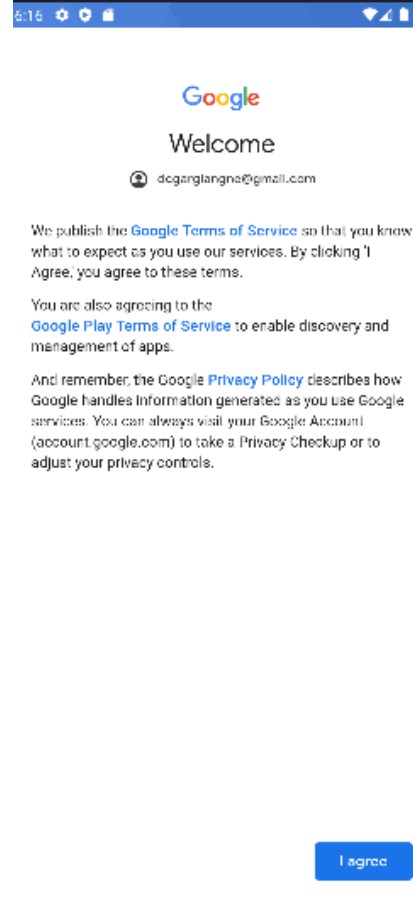 6:16
Google
Welcome
dcgarglangne@gmail.com
We publish the Google Terms of Service so that you know
what to expect as you use our services. By clicking 'I
Agree,' you agree to these terms.
You are also agreeing to the
Google Play Terms of Service to enable discovery and
management of apps.
And remember, the Google Privacy Policy describes how
Google handles information generated as you use Google
services. You can always visit your Google Account
(account.google.com) to take a Privacy Checkup or to
adjust your privacy controls.
I agree